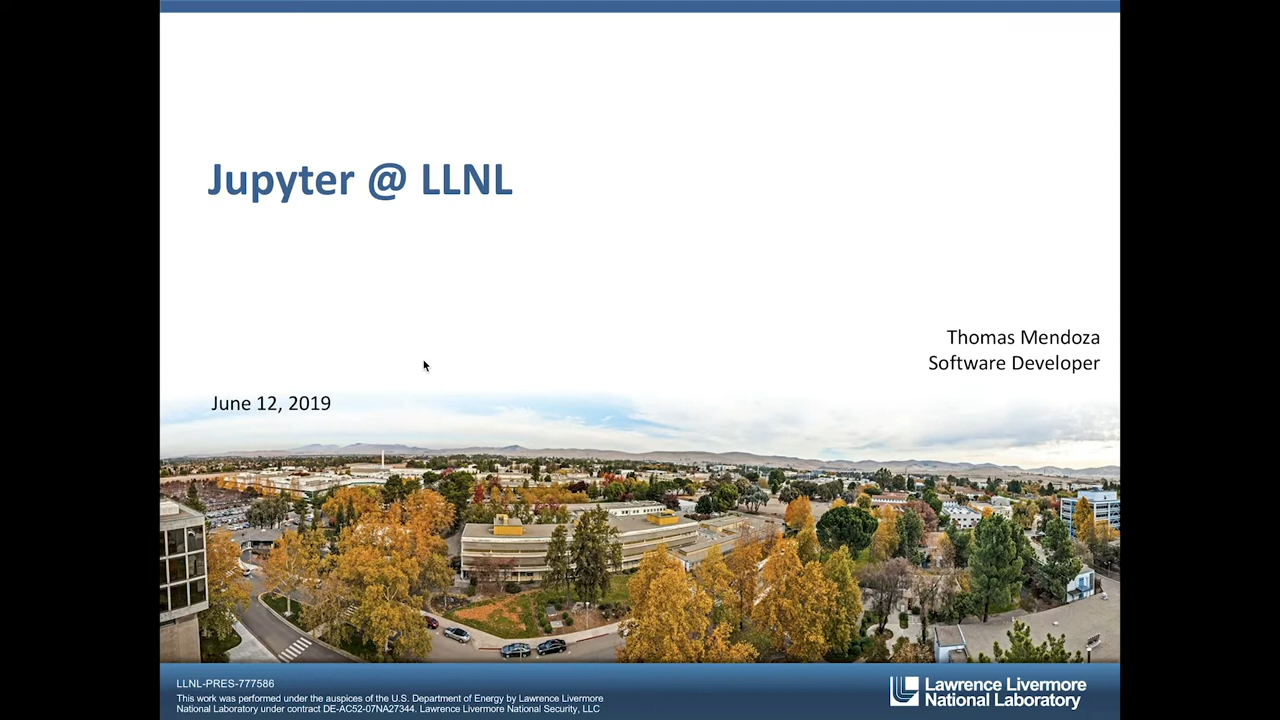 Jupyter @ LLNL
Thomas Mendoza
Software Developer
June 12, 2019
LLNL-PRES-777586
This work was performed under the auspices of the U.S. Department of Energy by Lawrence Livermore
National Laboratory under contract DE-AC52-07NA27344. Lawrence Livermore National Security, LLC
Lawrence Livermore
National Laboratory